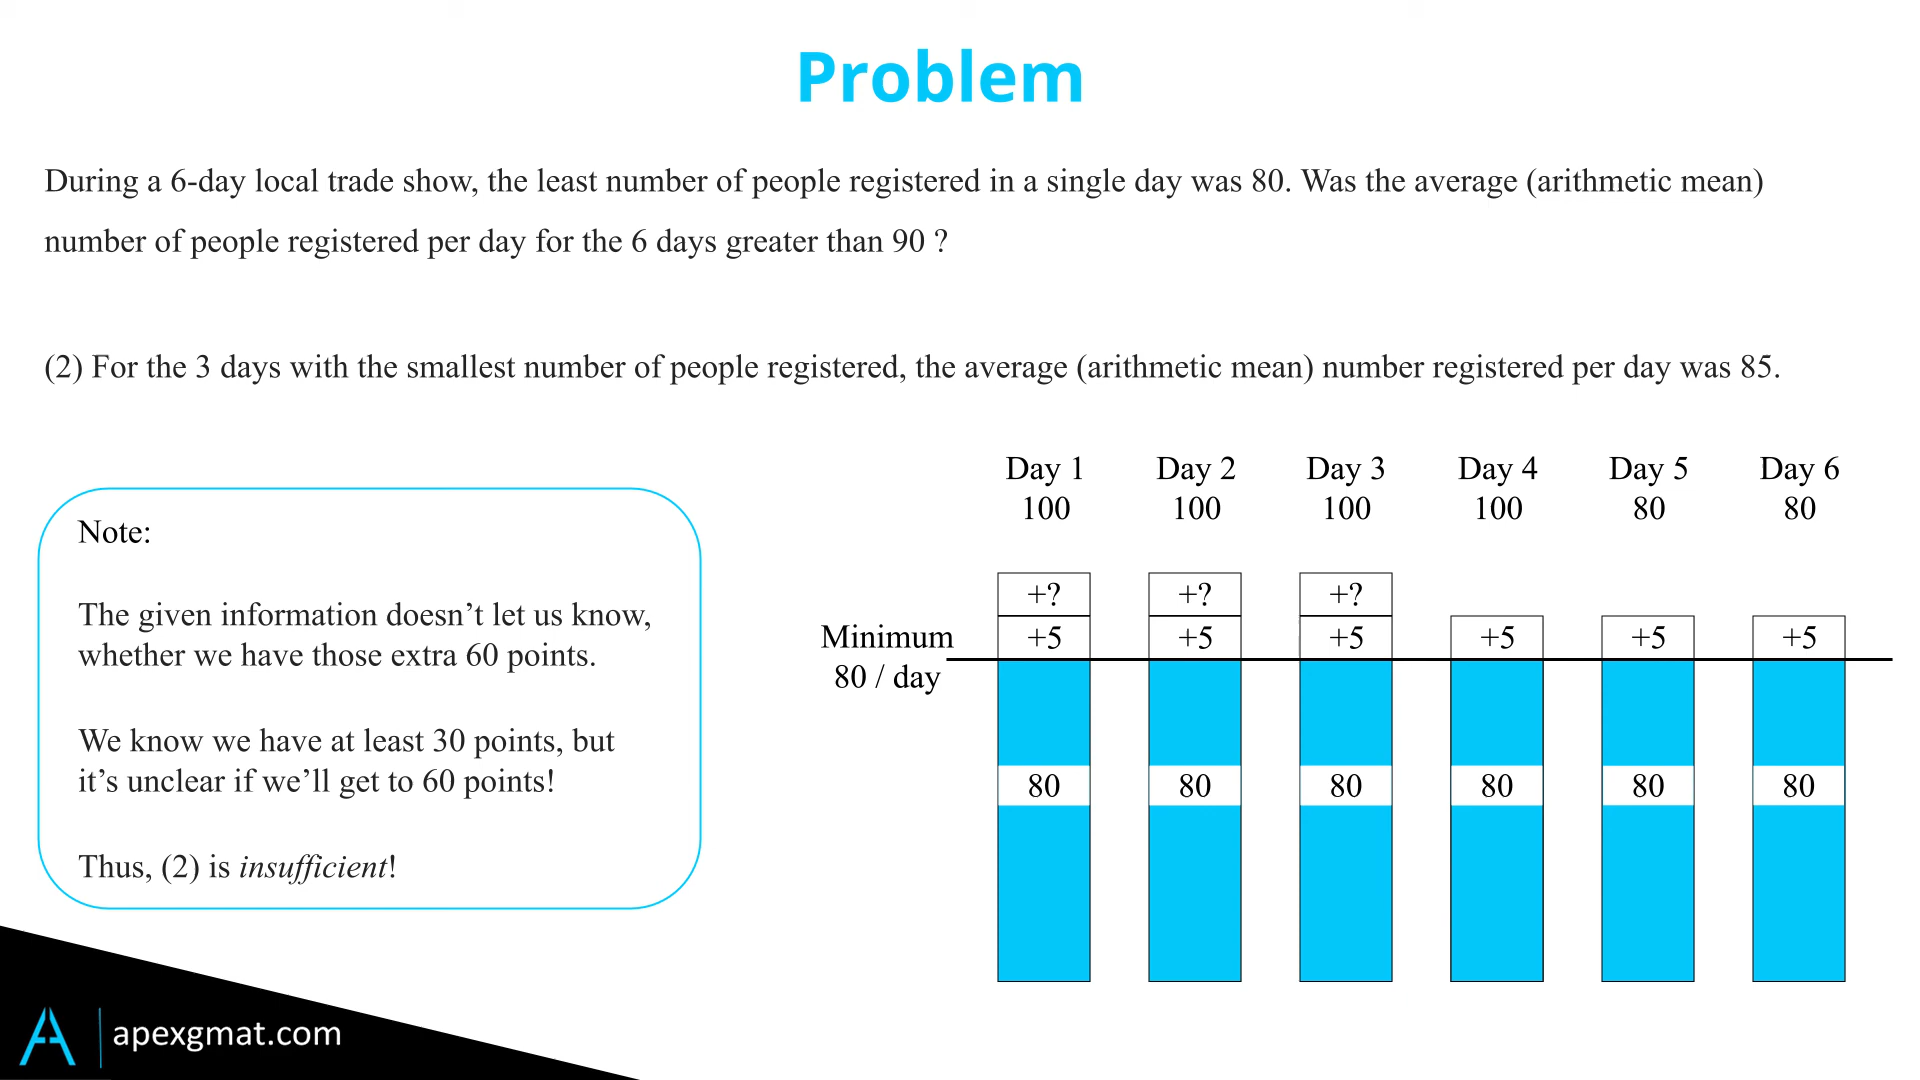 Problem
During a 6-day local trade show, the least number of people registered in a single day was 80. Was the average (arithmetic mean)
number of people registered per day for the 6 days greater than 90 ?
(2) For the 3 days with the smallest number of people registered, the average (arithmetic mean) number registered per day was 85.
Note:
The given information doesn’t let us know,
whether we have those extra 60 points.
We know we have at least 30 points, but
it’s unclear if we’ll get to 60 points!
Thus, (2) is insufficient!
Day 1 Day 2 Day 3 Day 4 Day 5 Day 6
100 100 100 100 80 80
+? +? +?
Minimum +5 +5 +5 +5 +5 +5
80 / day
80 80 80 80 80 80
apexgmat.com